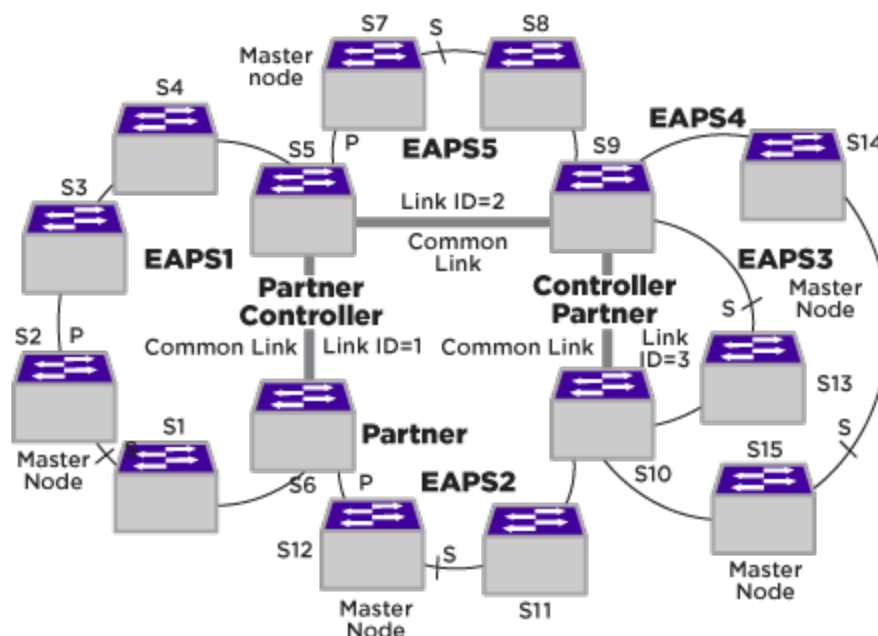 S7
S
S8
Master
node
S4
P
EAPS5
S9
EAPS4
S14
S5
S3
Link ID=2
Common
Link
EAPS1
EAPS3
Partner
Controller
Controller
Partner
S
Master
Node
S2
P
Common Link
Link ID=1
Common Link
Link
ID=3
S13
S1
S
Master
Node
Partner
S
S6
P
EAPS2
S10
S15
S12
S
S11
Master
Node
Master
Node